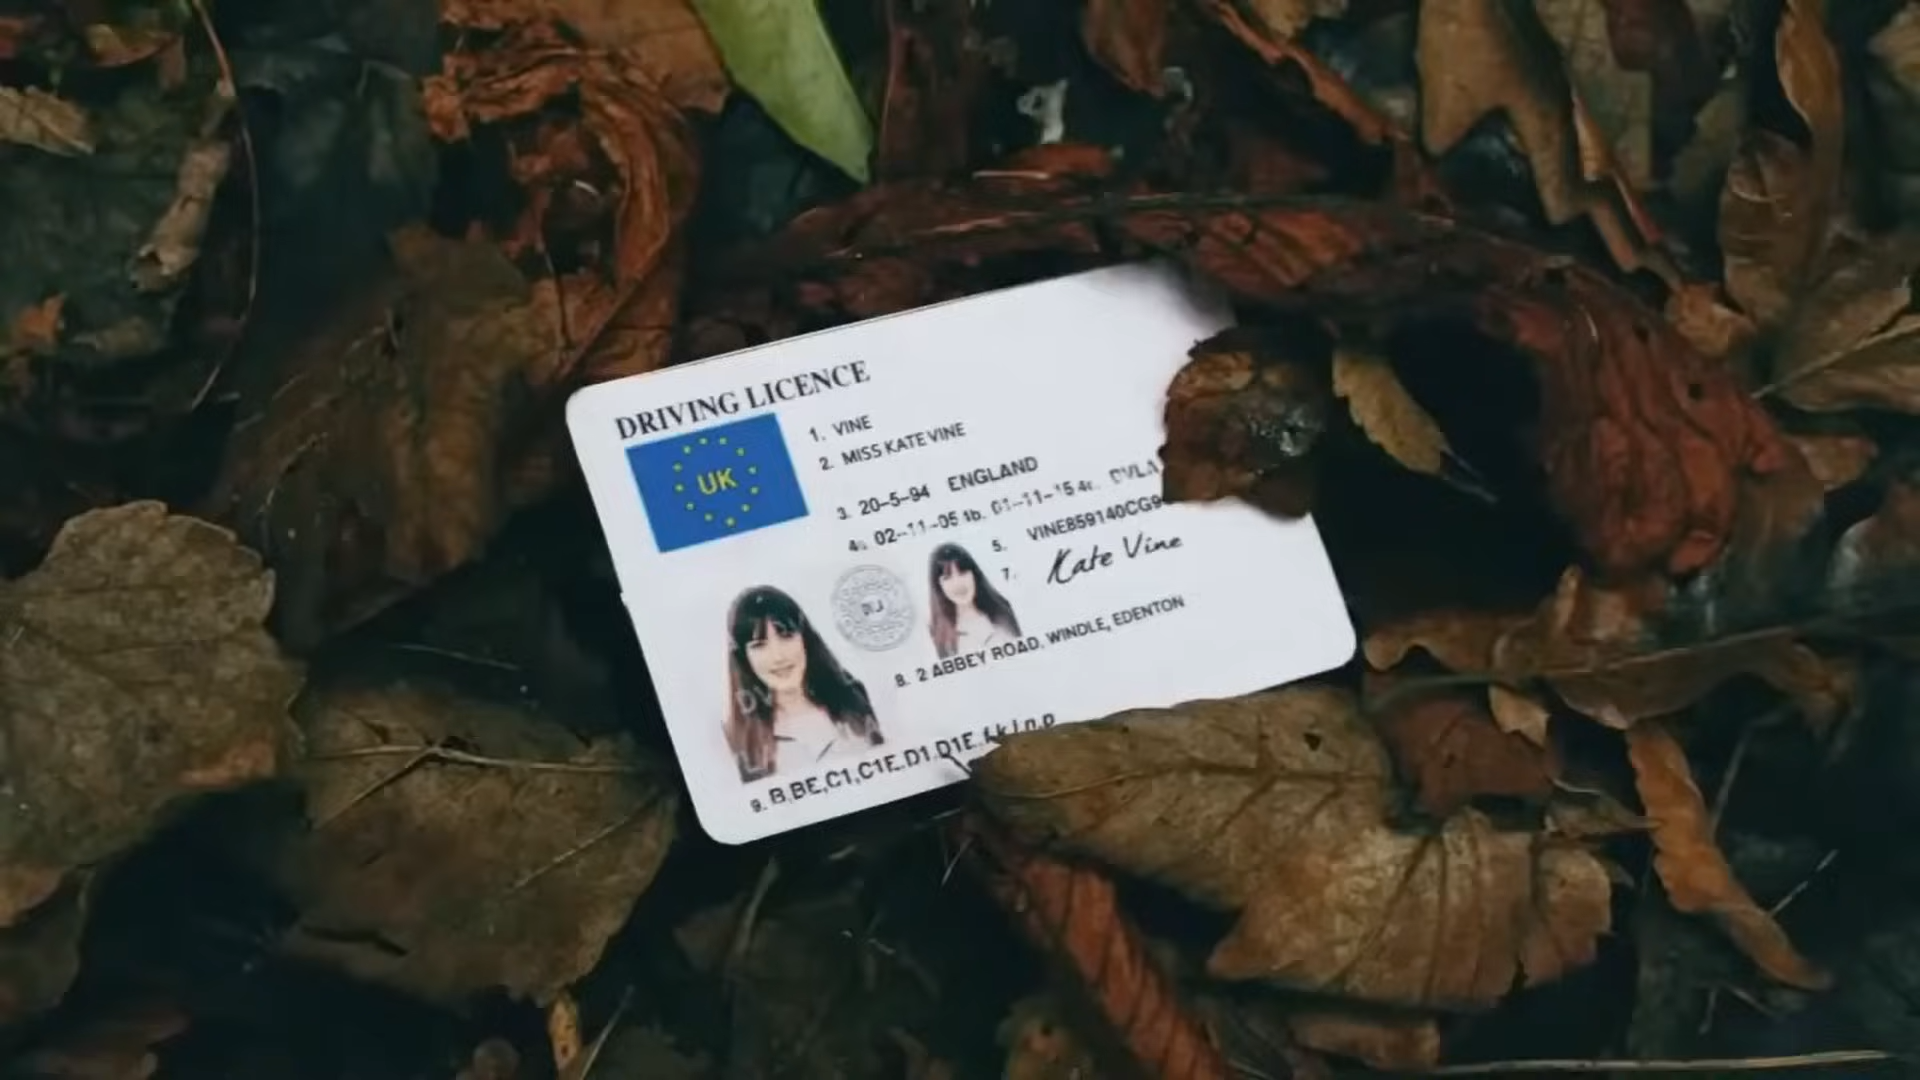 DRIVING LICENCE
UK
1. VINE
2. MISS KATE VINE
3. 20-5-94 ENGLAND
02-11-05 4b. 01-11-15 4c. DVLA
5. VINE859140CG9
7. Kate Vine
8. 2 ABBEY ROAD, WINDLE, EDENTON
9. B,BE,C1,C1E,D1,D1E,f,k,l,n,p